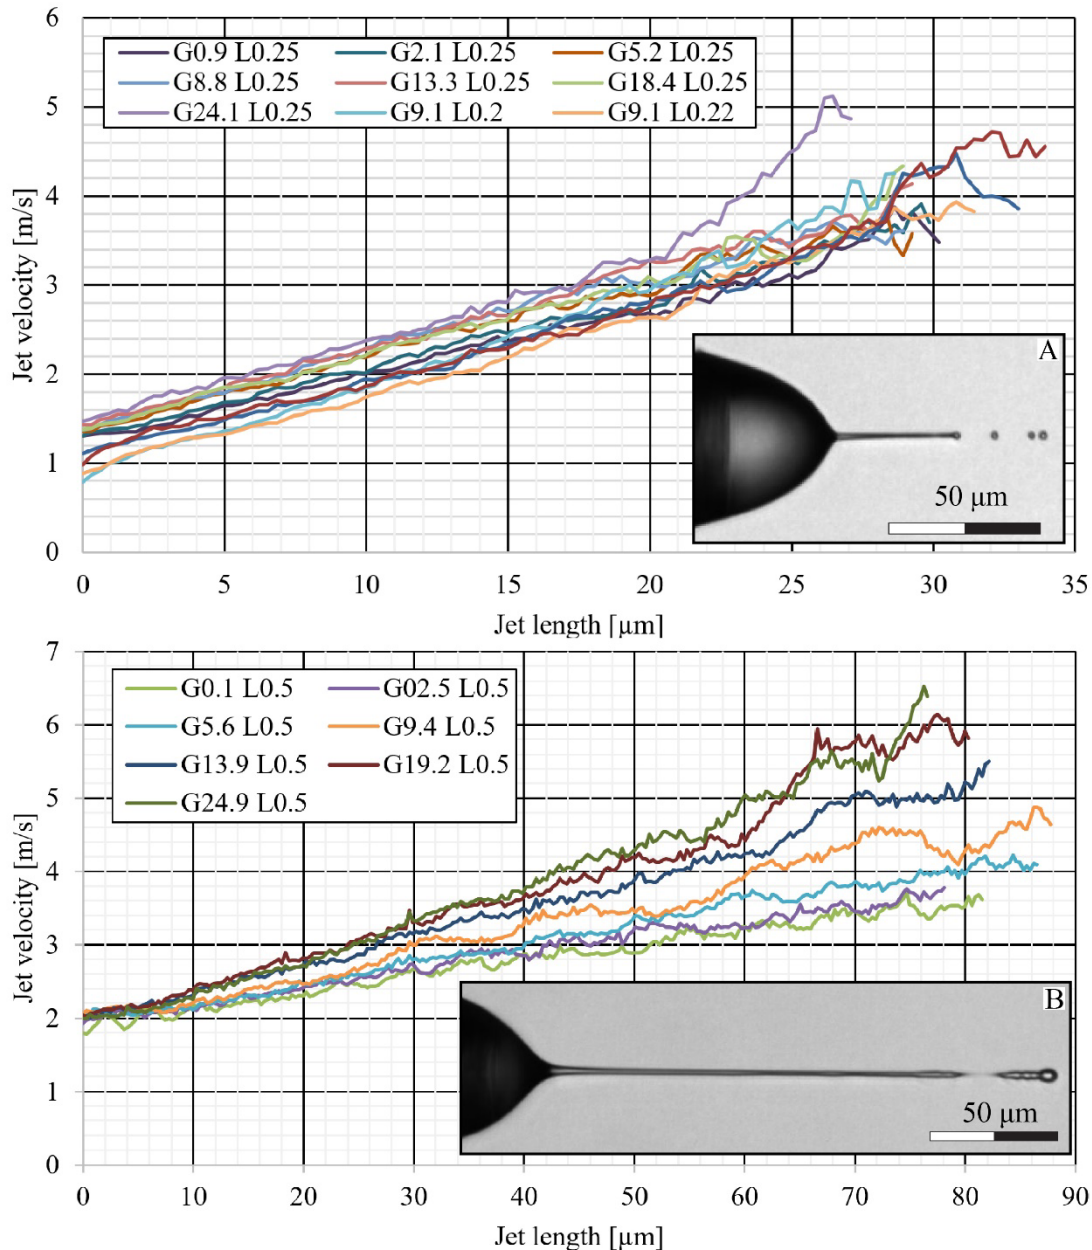 6
G0.9 L0.25 G2.1 L0.25 G5.2 L0.25
G8.8 L0.25 G13.3 L0.25 G18.4 L0.25
G24.1 L0.25 G9.1 L0.2 G9.1 L0.22
5
4
3
2
1
0
Jet velocity [m/s]
A
50 µm
0 5 10 15 20 25 30 35
Jet length [µm]
7
G0.1 L0.5 G02.5 L0.5
G5.6 L0.5 G9.4 L0.5
G13.9 L0.5 G19.2 L0.5
G24.9 L0.5
6
5
4
3
2
1
0
Jet velocity [m/s]
B
50 µm
0 10 20 30 40 50 60 70 80 90
Jet length [µm]